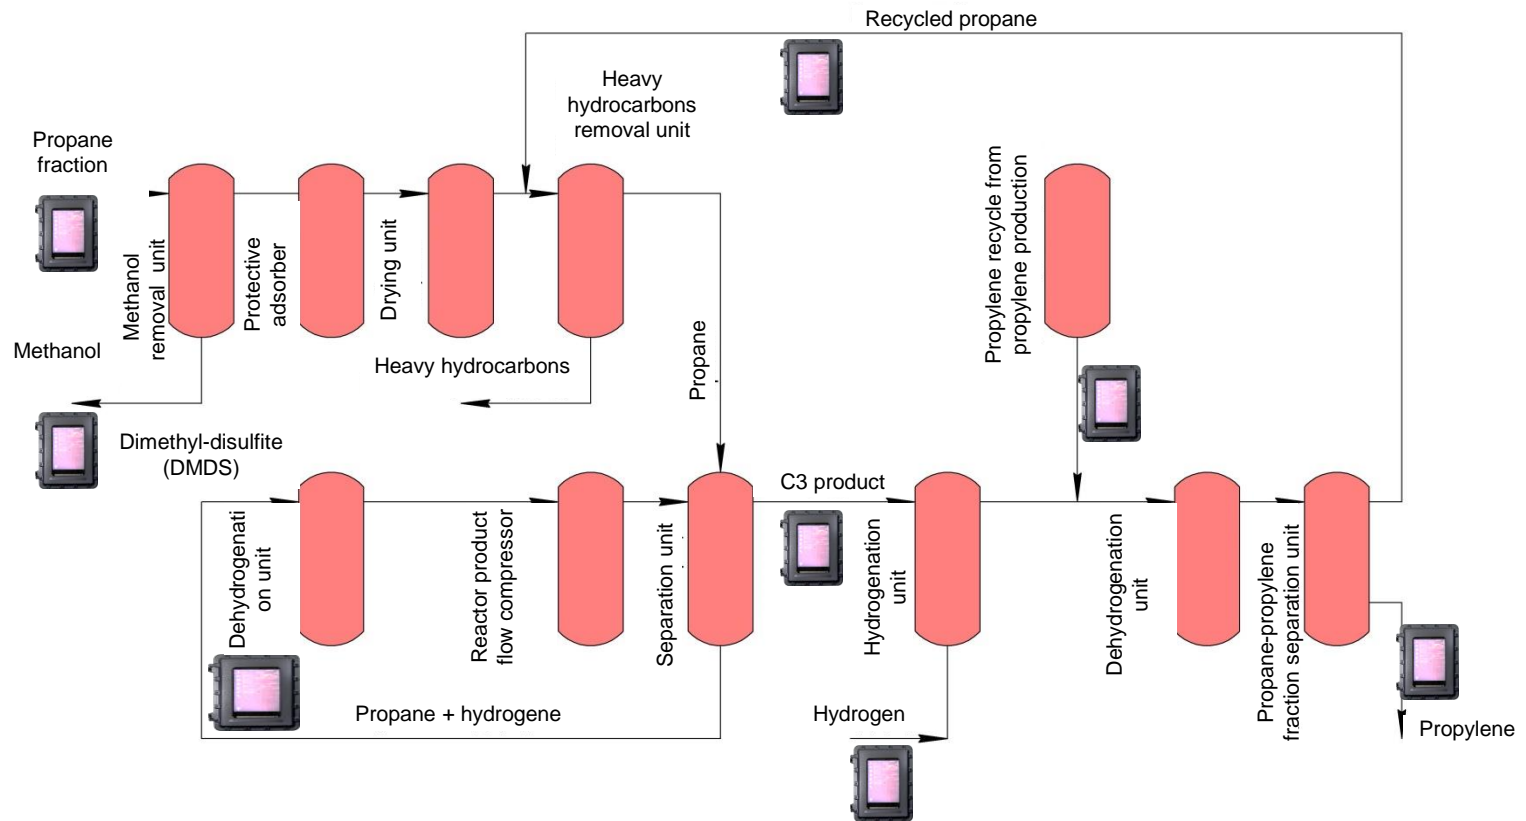 Recycled propane
Heavy
hydrocarbons
removal unit
Propane
fraction
Methanol
removal unit
Protective
adsorber
Drying unit
Propylene recycle from
propylene production
Methanol
Heavy hydrocarbons
Propane
Dimethyl-disulfite
(DMDS)
C3 product
Dehydrogenati
on unit
Reactor product
flow compressor
Separation unit
Hydrogenation
unit
Dehydrogenation
unit
Propane-propylene
fraction separation unit
Propane + hydrogene
Hydrogen
Propylene